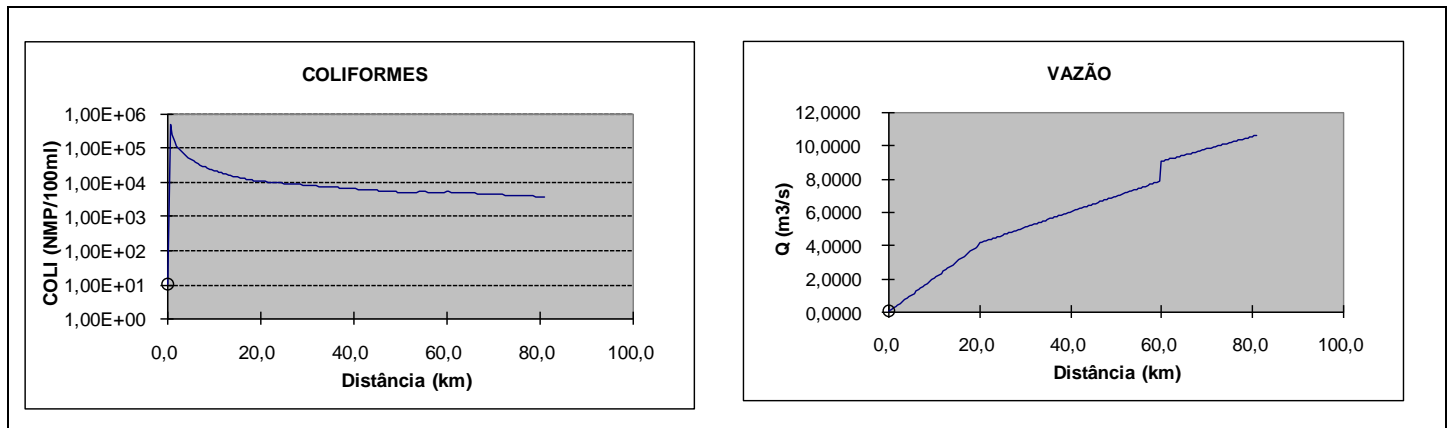 COLIFORMES
COLI (NMP/100ml)
1,00E+06
1,00E+05
1,00E+04
1,00E+03
1,00E+02
1,00E+01
1,00E+00
0,0 20,0 40,0 60,0 80,0 100,0
Distância (km)
VAZÃO
Q (m3/s)
12,0000
10,0000
8,0000
6,0000
4,0000
2,0000
0,0000
0,0 20,0 40,0 60,0 80,0 100,0
Distância (km)